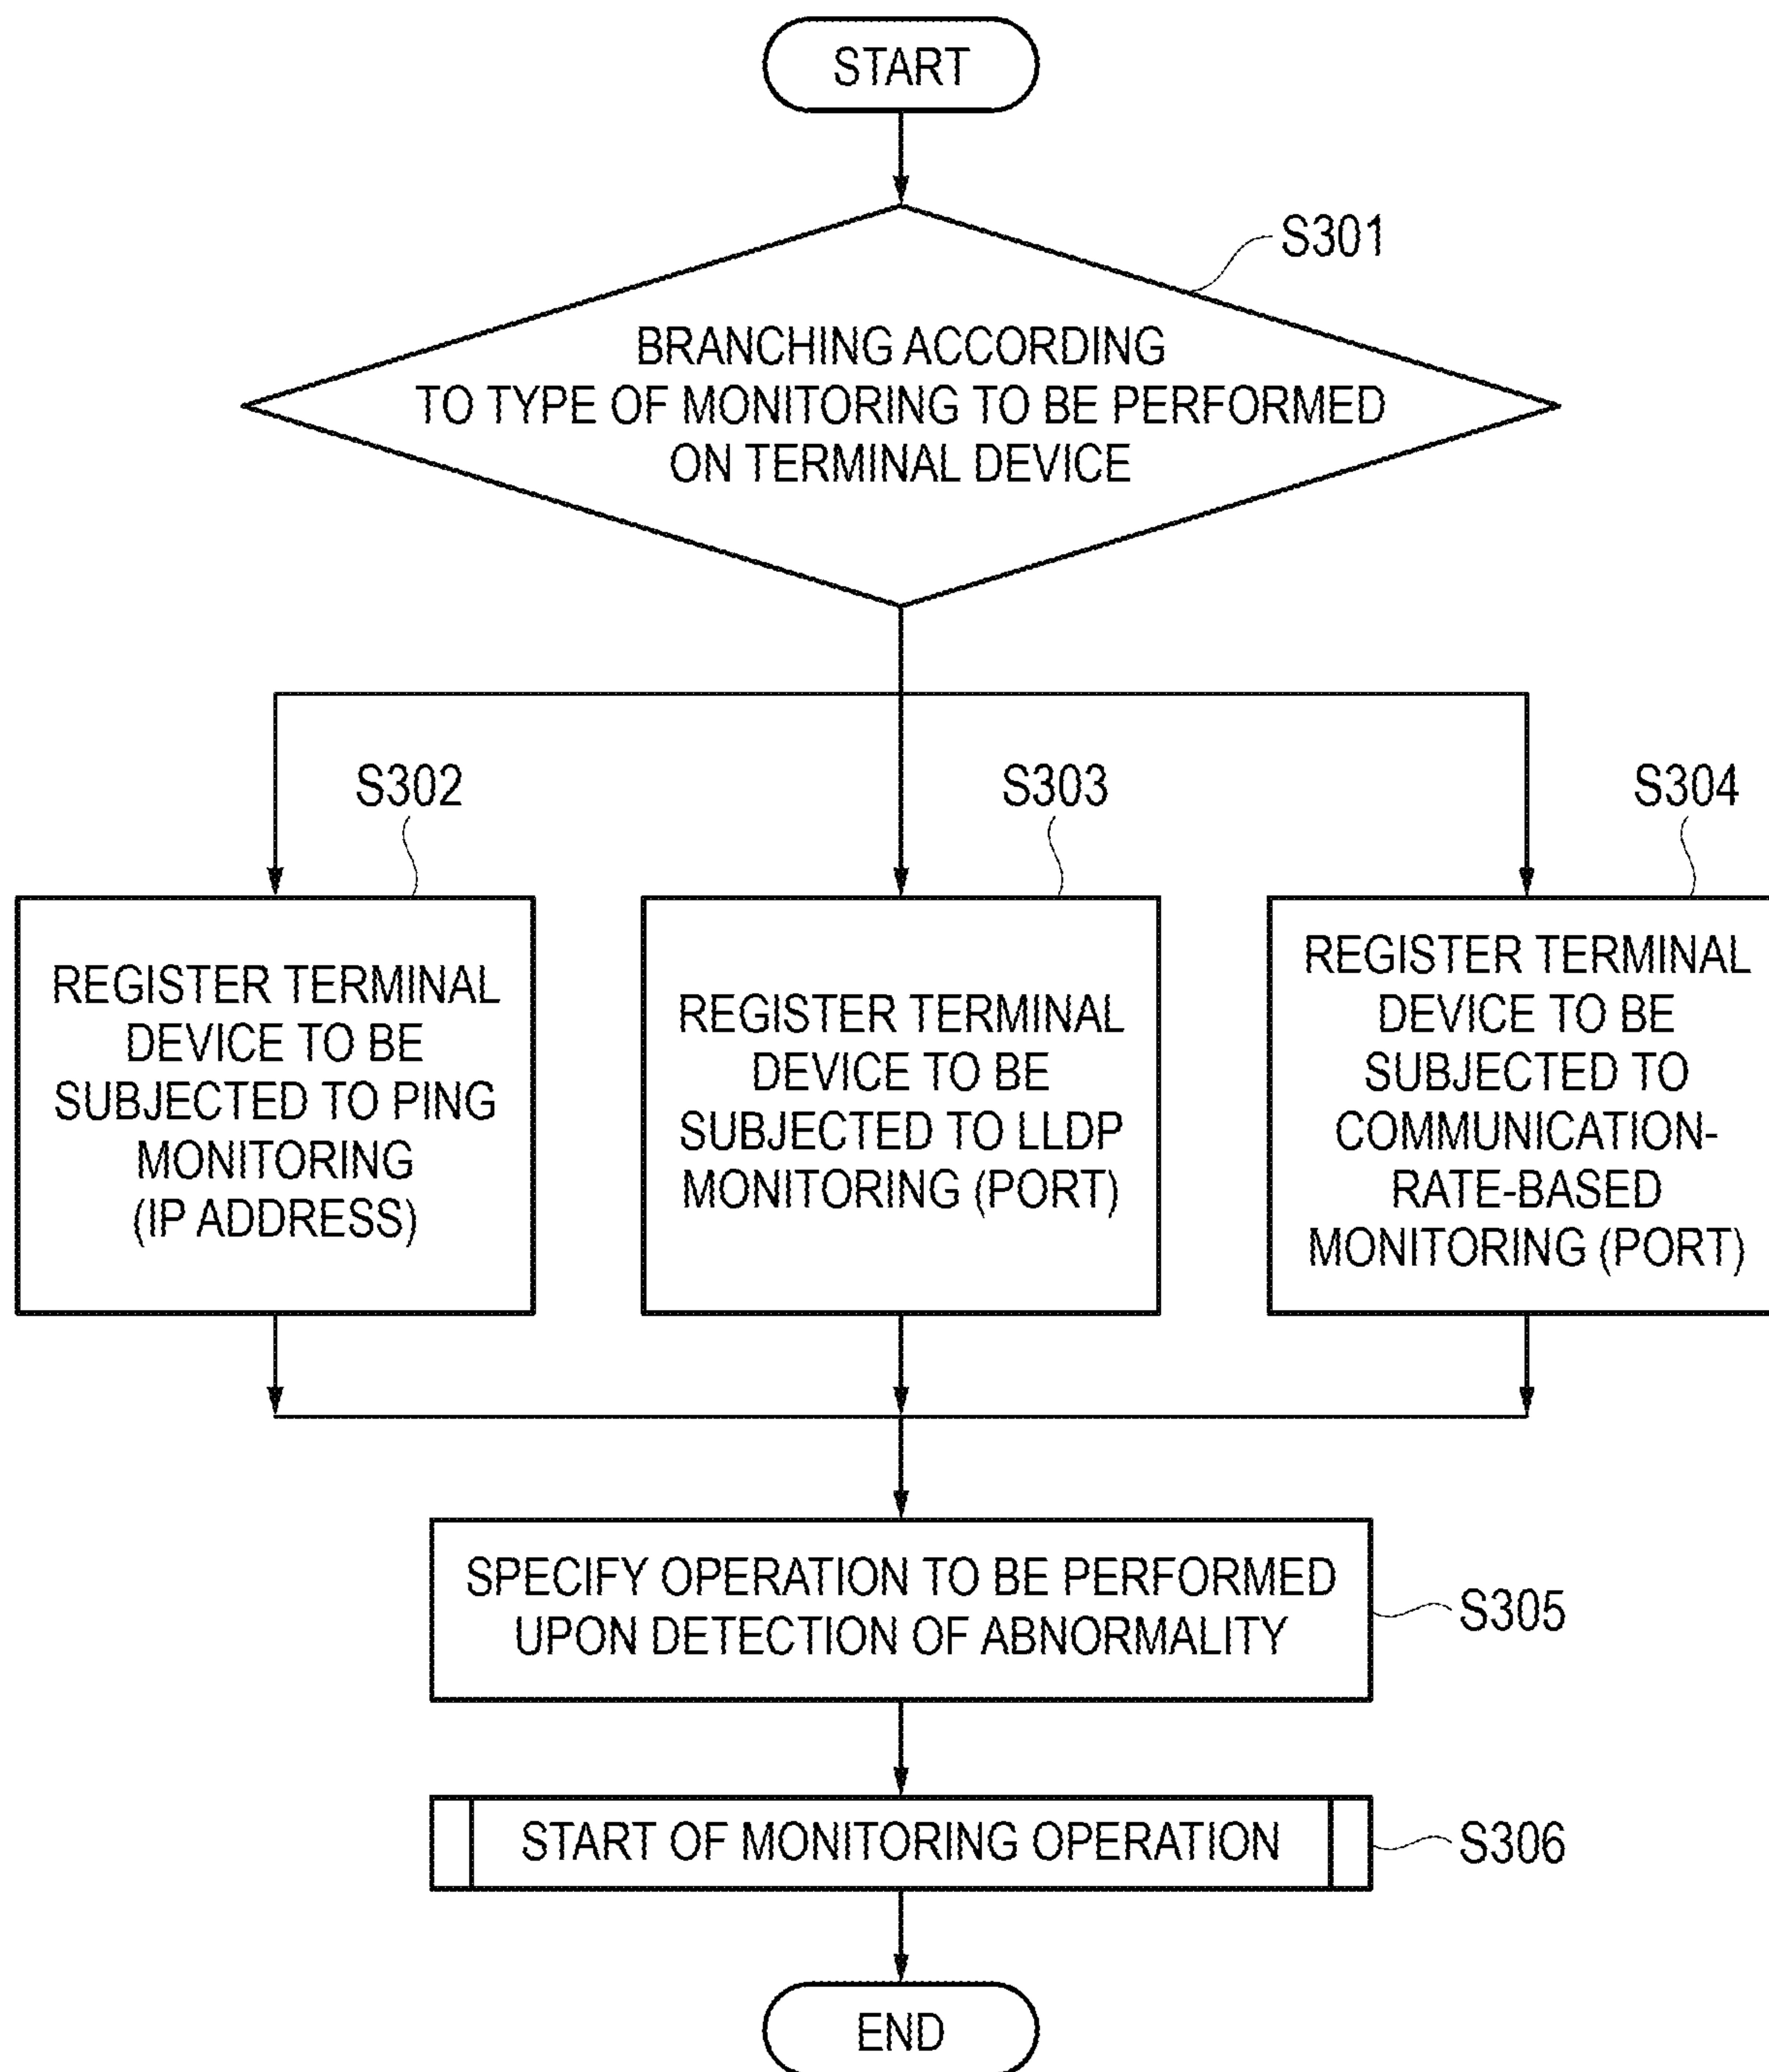 START
S301
BRANCHING ACCORDING
TO TYPE OF MONITORING TO BE PERFORMED
ON TERMINAL DEVICE
S302
REGISTER TERMINAL
DEVICE TO BE
SUBJECTED TO PING
MONITORING
(IP ADDRESS)
S303
REGISTER TERMINAL
DEVICE TO BE
SUBJECTED TO LLDP
MONITORING (PORT)
S304
REGISTER TERMINAL
DEVICE TO BE
SUBJECTED TO
COMMUNICATION-
RATE-BASED
MONITORING (PORT)
SPECIFY OPERATION TO BE PERFORMED
UPON DETECTION OF ABNORMALITY
S305
START OF MONITORING OPERATION
S306
END